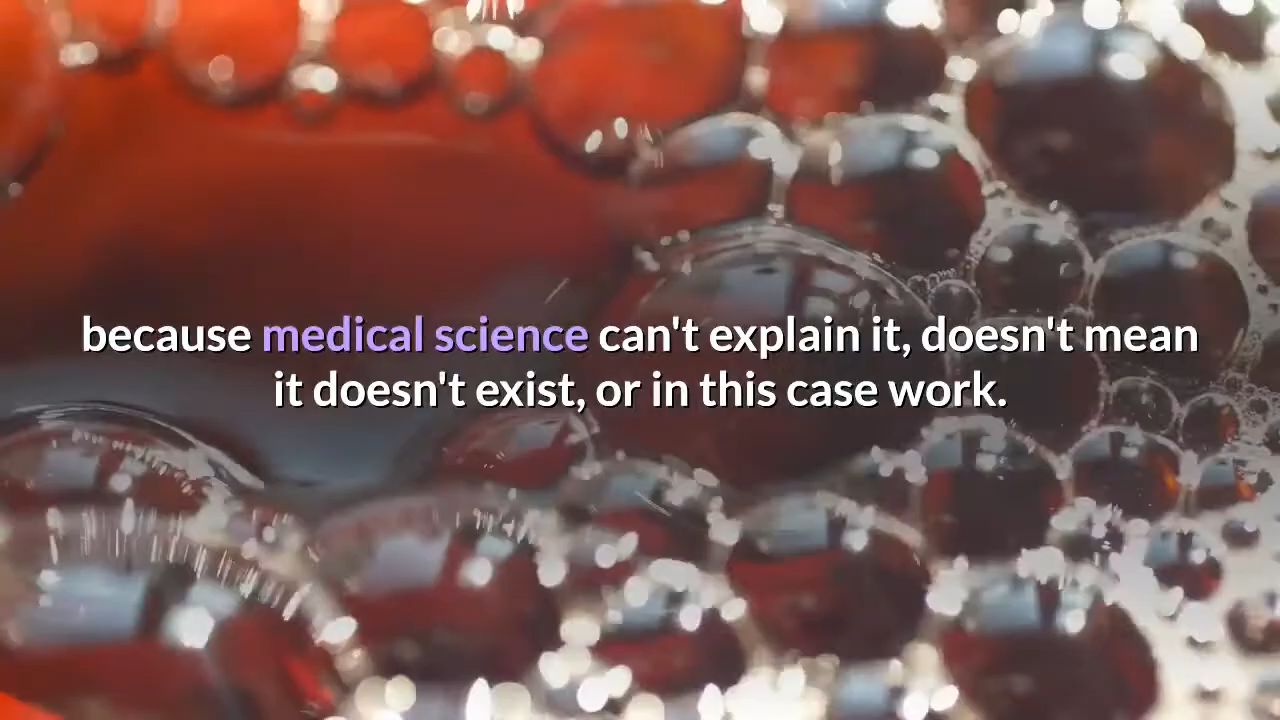 because medical science can't explain it, doesn't mean
it doesn't exist, or in this case work.